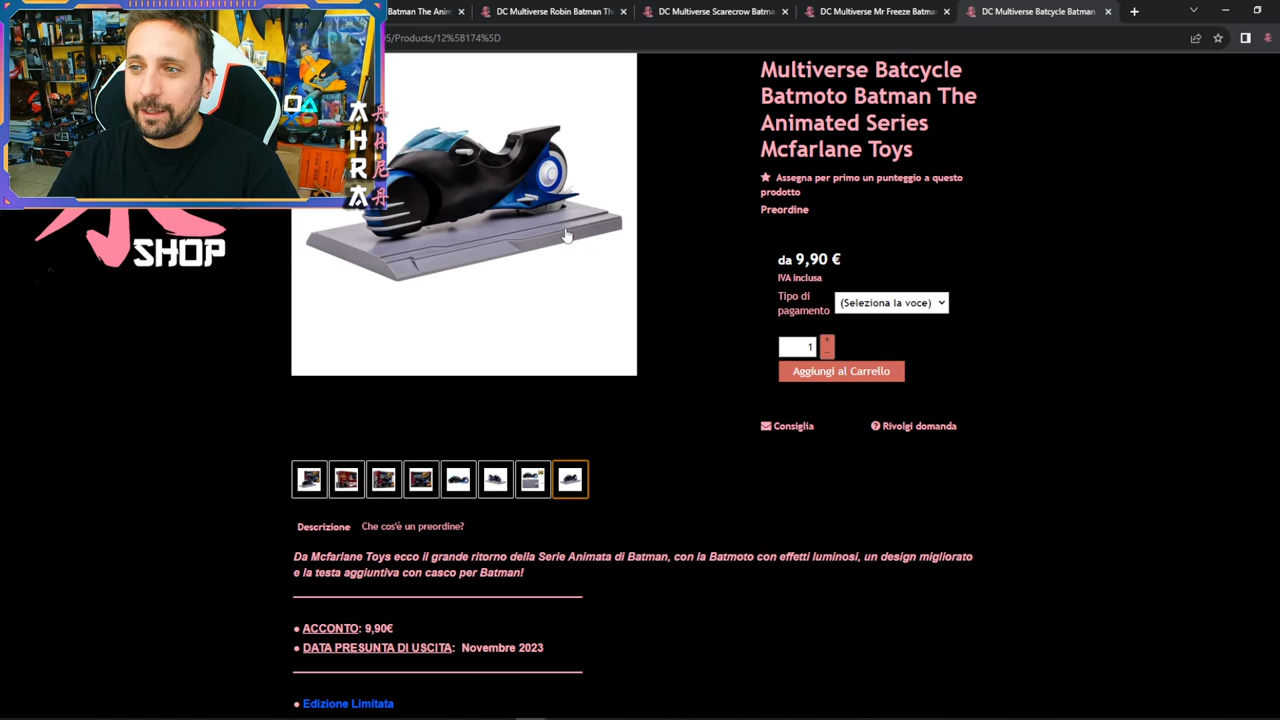 Batman The Anim
DC Multiverse Robin Batman The
DC Multiverse Scarecrow Batma
DC Multiverse Mr Freeze Batma
DC Multiverse Batcycle Batman
5/Products/12%5B174%5D
A H R A
SHOP
Multiverse Batcycle
Batmoto Batman The
Animated Series
Mcfarlane Toys
Assegna per primo un punteggio a questo
prodotto
Preordine
da 9,90 €
IVA inclusa
Tipo di
pagamento
(Seleziona la voce)
1
+
−
Aggiungi al Carrello
Consiglia
Rivolgi domanda
Descrizione
Che cos'è un preordine?
Da Mcfarlane Toys ecco il grande ritorno della Serie Animata di Batman, con la Batmoto con effetti luminosi, un design migliorato
e la testa aggiuntiva con casco per Batman!
● ACCONTO: 9,90€
● DATA PRESUNTA DI USCITA: Novembre 2023
● Edizione Limitata